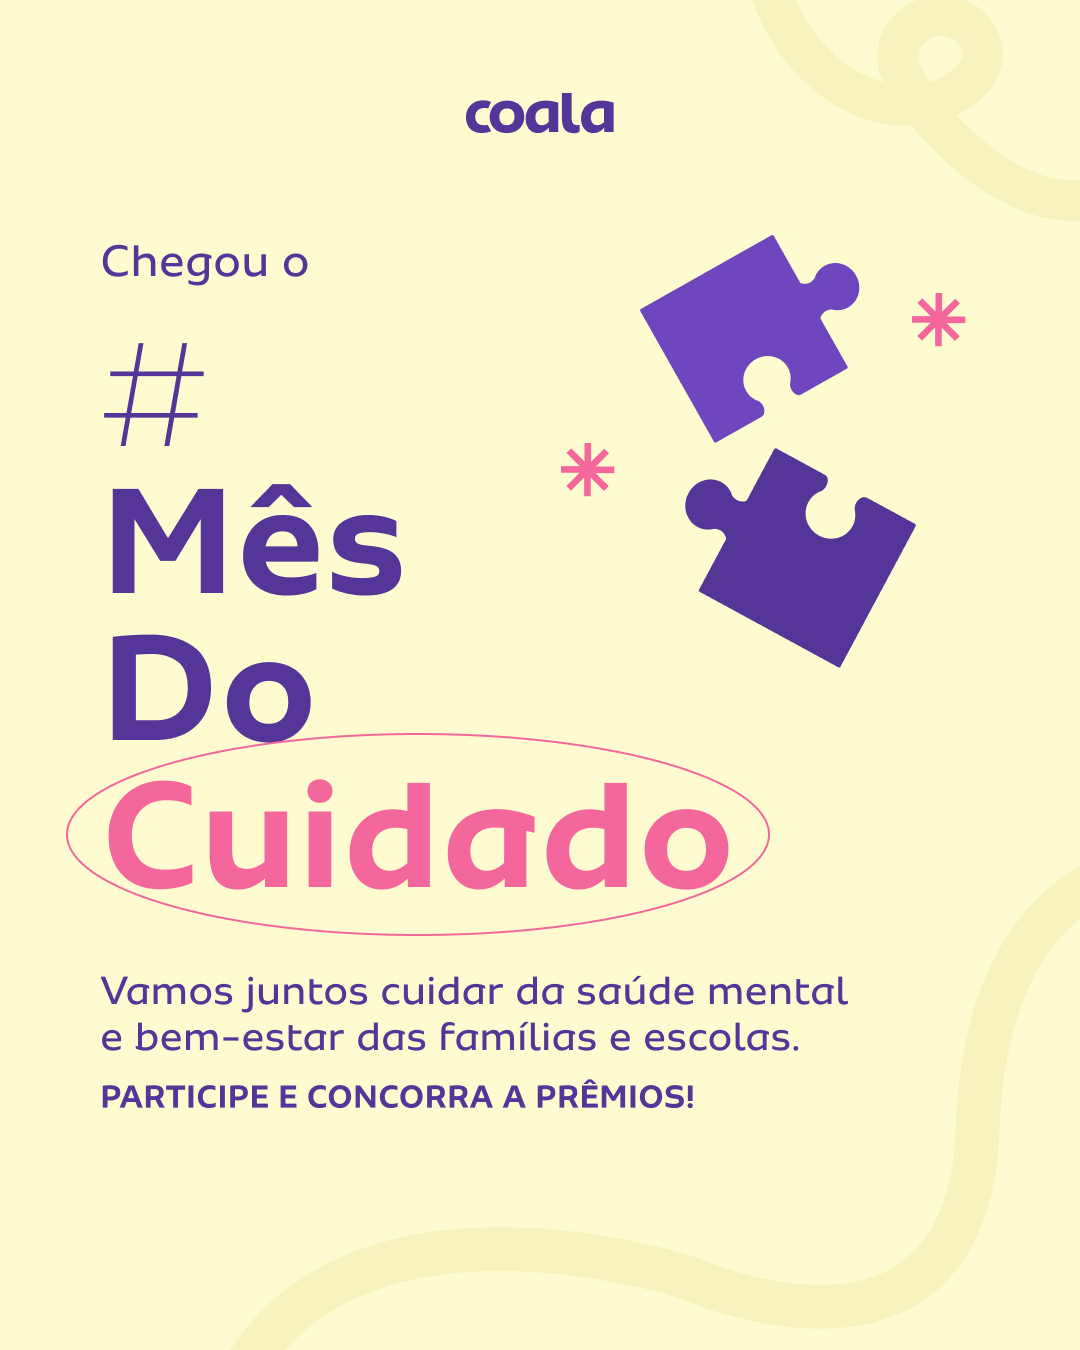 coala
Chegou o
#
Mês
Do
Cuidado
Vamos juntos cuidar da saúde mental
e bem-estar das famílias e escolas.
PARTICIPE E CONCORRA A PRÊMIOS!